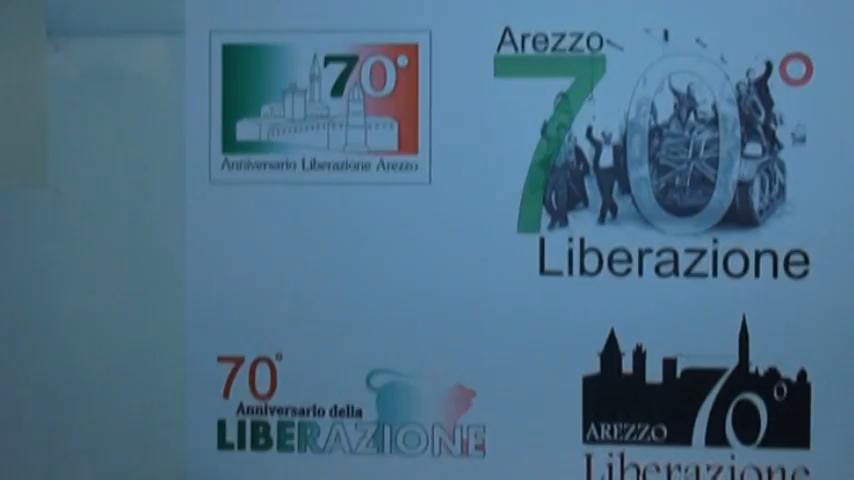 70°
Anniversario Liberazione Arezzo
Arezzo
70°
Liberazione
70°
Anniversario della
LIBERAZIONE
AREZZO
70°
Liberazione